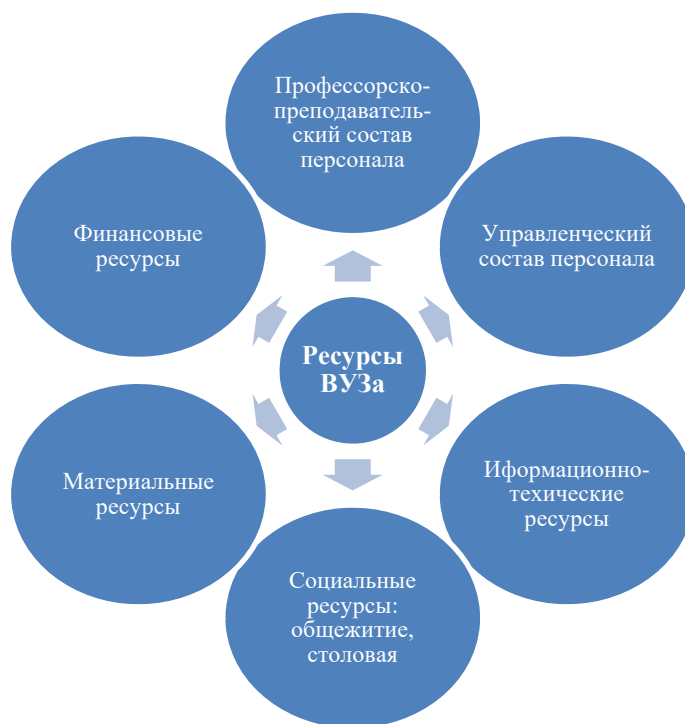 Профессорско-
преподаватель-
ский состав
персонала
Финансовые
ресурсы
Управленческий
состав персонала
Ресурсы
ВУЗа
Материальные
ресурсы
Иформационно-
техические
ресурсы
Социальные
ресурсы:
общежитие,
столовая